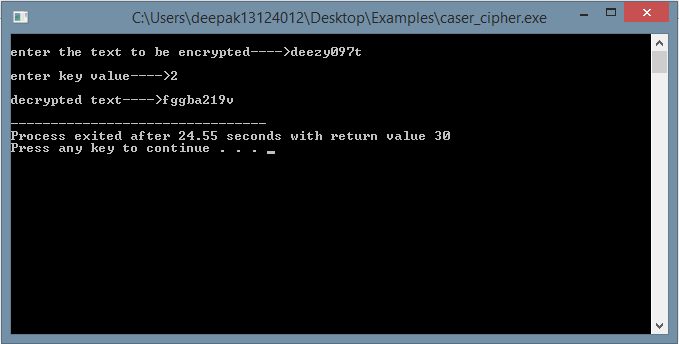 C:\Users\deepak13124012\Desktop\Examples\caser_cipher.exe
enter the text to be encrypted---->deezy097t
enter key value---->2
decrypted text---->fggba219v
--------------------------------
Process exited after 24.55 seconds with return value 30
Press any key to continue . . . _